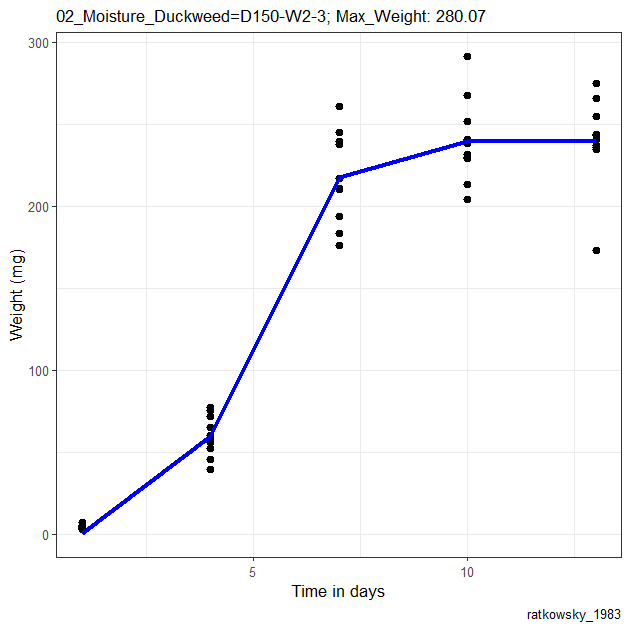 02_Moisture_Duckweed=D150-W2-3; Max_Weight: 280.07
300
200
100
0
Weight (mg)
5 10
Time in days
ratkowsky_1983